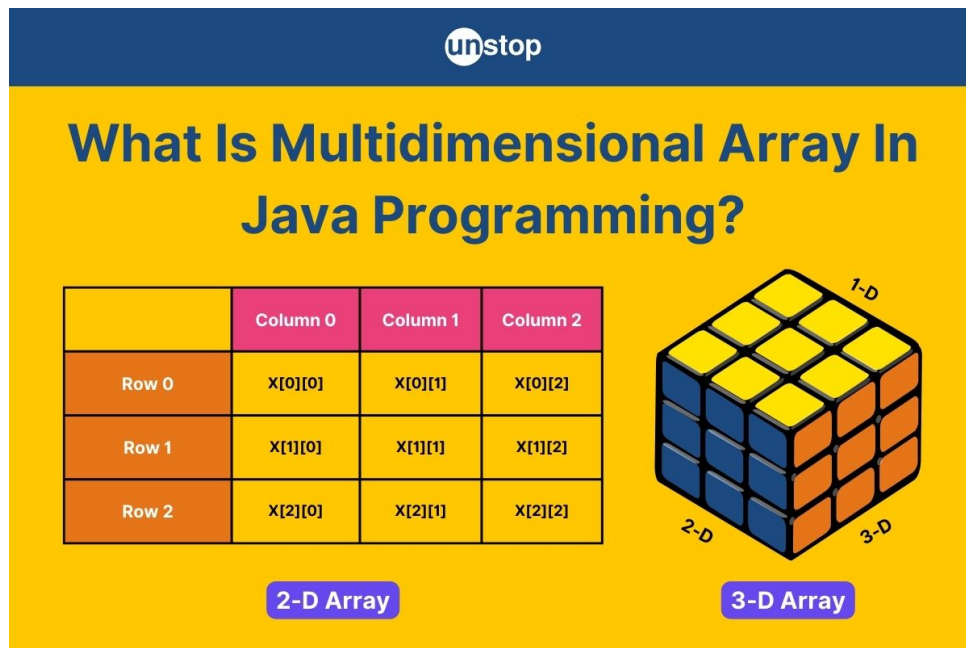 unstop
What Is Multidimensional Array In
Java Programming?
Column 0 Column 1 Column 2
Row 0 X[0][0] X[0][1] X[0][2]
Row 1 X[1][0] X[1][1] X[1][2]
Row 2 X[2][0] X[2][1] X[2][2]
2-D Array
1-D
2-D
3-D
3-D Array